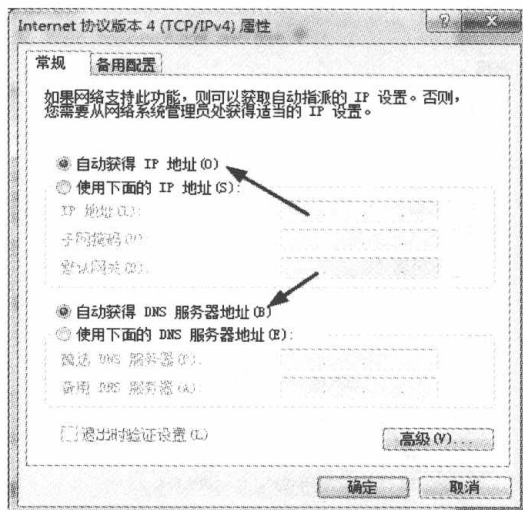 Internet 协议版本 4 (TCP/IPv4) 属性
常规 备用配置
如果网络支持此功能，则可以获取自动指派的 IP 设置。否则，
您需要从网络系统管理员处获得适当的 IP 设置。
自动获得 IP 地址(O)
使用下面的 IP 地址(S):
IP 地址(I):
子网掩码(U):
默认网关(D):
自动获得 DNS 服务器地址(B)
使用下面的 DNS 服务器地址(E):
首选 DNS 服务器(P):
备用 DNS 服务器(A):
退出时验证设置(L)
高级(V)...
确定 取消